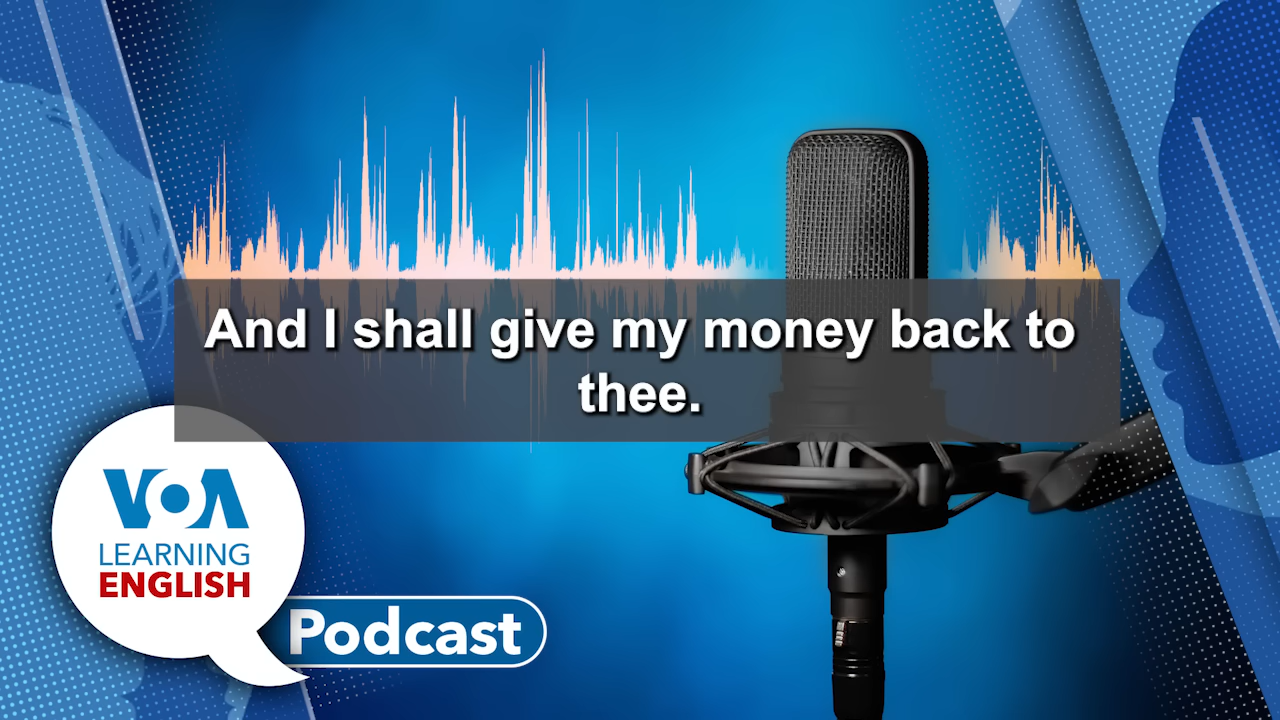 And I shall give my money back to
thee.
VOA
LEARNING
ENGLISH
Podcast